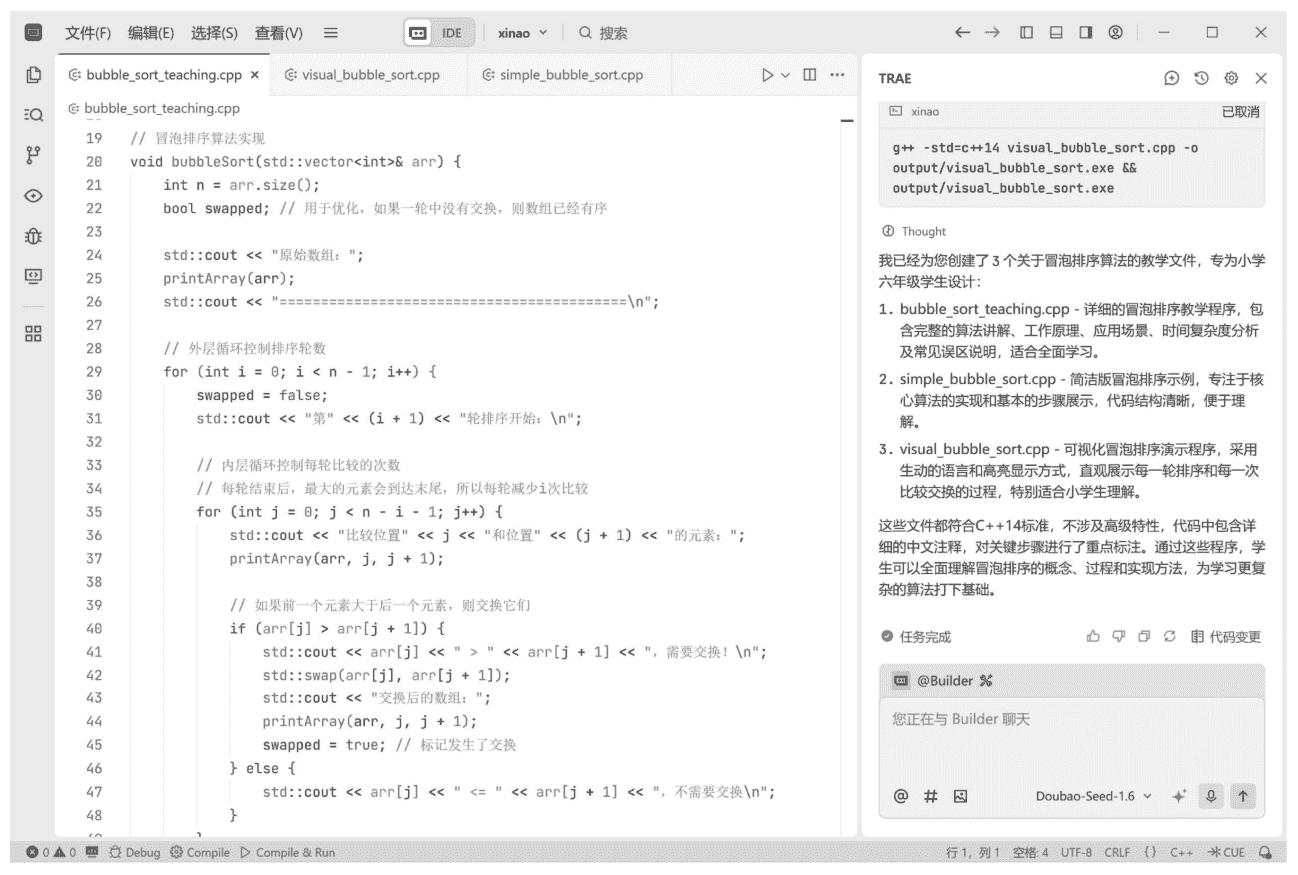 文件(F) 编辑(E) 选择(S) 查看(V) IDE xinao 搜索
bubble_sort_teaching.cpp × visual_bubble_sort.cpp simple_bubble_sort.cpp
bubble_sort_teaching.cpp
19 // 冒泡排序算法实现
20 void bubbleSort(std::vector<int>& arr) {
21 int n = arr.size();
22 bool swapped; // 用于优化，如果一轮中没有交换，则数组已经有序
23
24 std::cout << "原始数组：";
25 printArray(arr);
26 std::cout << "==========================================\n";
27
28 // 外层循环控制排序轮数
29 for (int i = 0; i < n - 1; i++) {
30 swapped = false;
31 std::cout << "第" << (i + 1) << "轮排序开始：\n";
32
33 // 内层循环控制每轮比较的次数
34 // 每轮结束后，最大的元素会到达末尾，所以每轮减少i次比较
35 for (int j = 0; j < n - i - 1; j++) {
36 std::cout << "比较位置" << j << "和位置" << (j + 1) << "的元素：";
37 printArray(arr, j, j + 1);
38
39 // 如果前一个元素大于后一个元素，则交换它们
40 if (arr[j] > arr[j + 1]) {
41 std::cout << arr[j] << " > " << arr[j + 1] << "，需要交换！\n";
42 std::swap(arr[j], arr[j + 1]);
43 std::cout << "交换后的数组：";
44 printArray(arr, j, j + 1);
45 swapped = true; // 标记发生了交换
46 } else {
47 std::cout << arr[j] << " <= " << arr[j + 1] << "，不需要交换\n";
48 }
TRAE
xinao 已取消
g++ -std=c++14 visual_bubble_sort.cpp -o
output/visual_bubble_sort.exe &&
output/visual_bubble_sort.exe
Thought
我已经为您创建了 3 个关于冒泡排序算法的教学文件，专为小学
六年级学生设计：
1. bubble_sort_teaching.cpp - 详细的冒泡排序教学程序，包
含完整的算法讲解、工作原理、应用场景、时间复杂度分析
及常见误区说明，适合全面学习。
2. simple_bubble_sort.cpp - 简洁版冒泡排序示例，专注于核
心算法的实现和基本的步骤展示，代码结构清晰，便于理
解。
3. visual_bubble_sort.cpp - 可视化冒泡排序演示程序，采用
生动的语言和高亮显示方式，直观展示每一轮排序和每一次
比较交换的过程，特别适合小学生理解。
这些文件都符合C++14标准，不涉及高级特性，代码中包含详
细的中文注释，对关键步骤进行了重点标注。通过这些程序，学
生可以全面理解冒泡排序的概念、过程和实现方法，为学习更复
杂的算法打下基础。
任务完成 代码变更
@Builder
您正在与 Builder 聊天
@ # Doubao-Seed-1.6
0 0 Debug Compile Compile & Run 行 1，列 1 空格: 4 UTF-8 CRLF {} C++ CUE